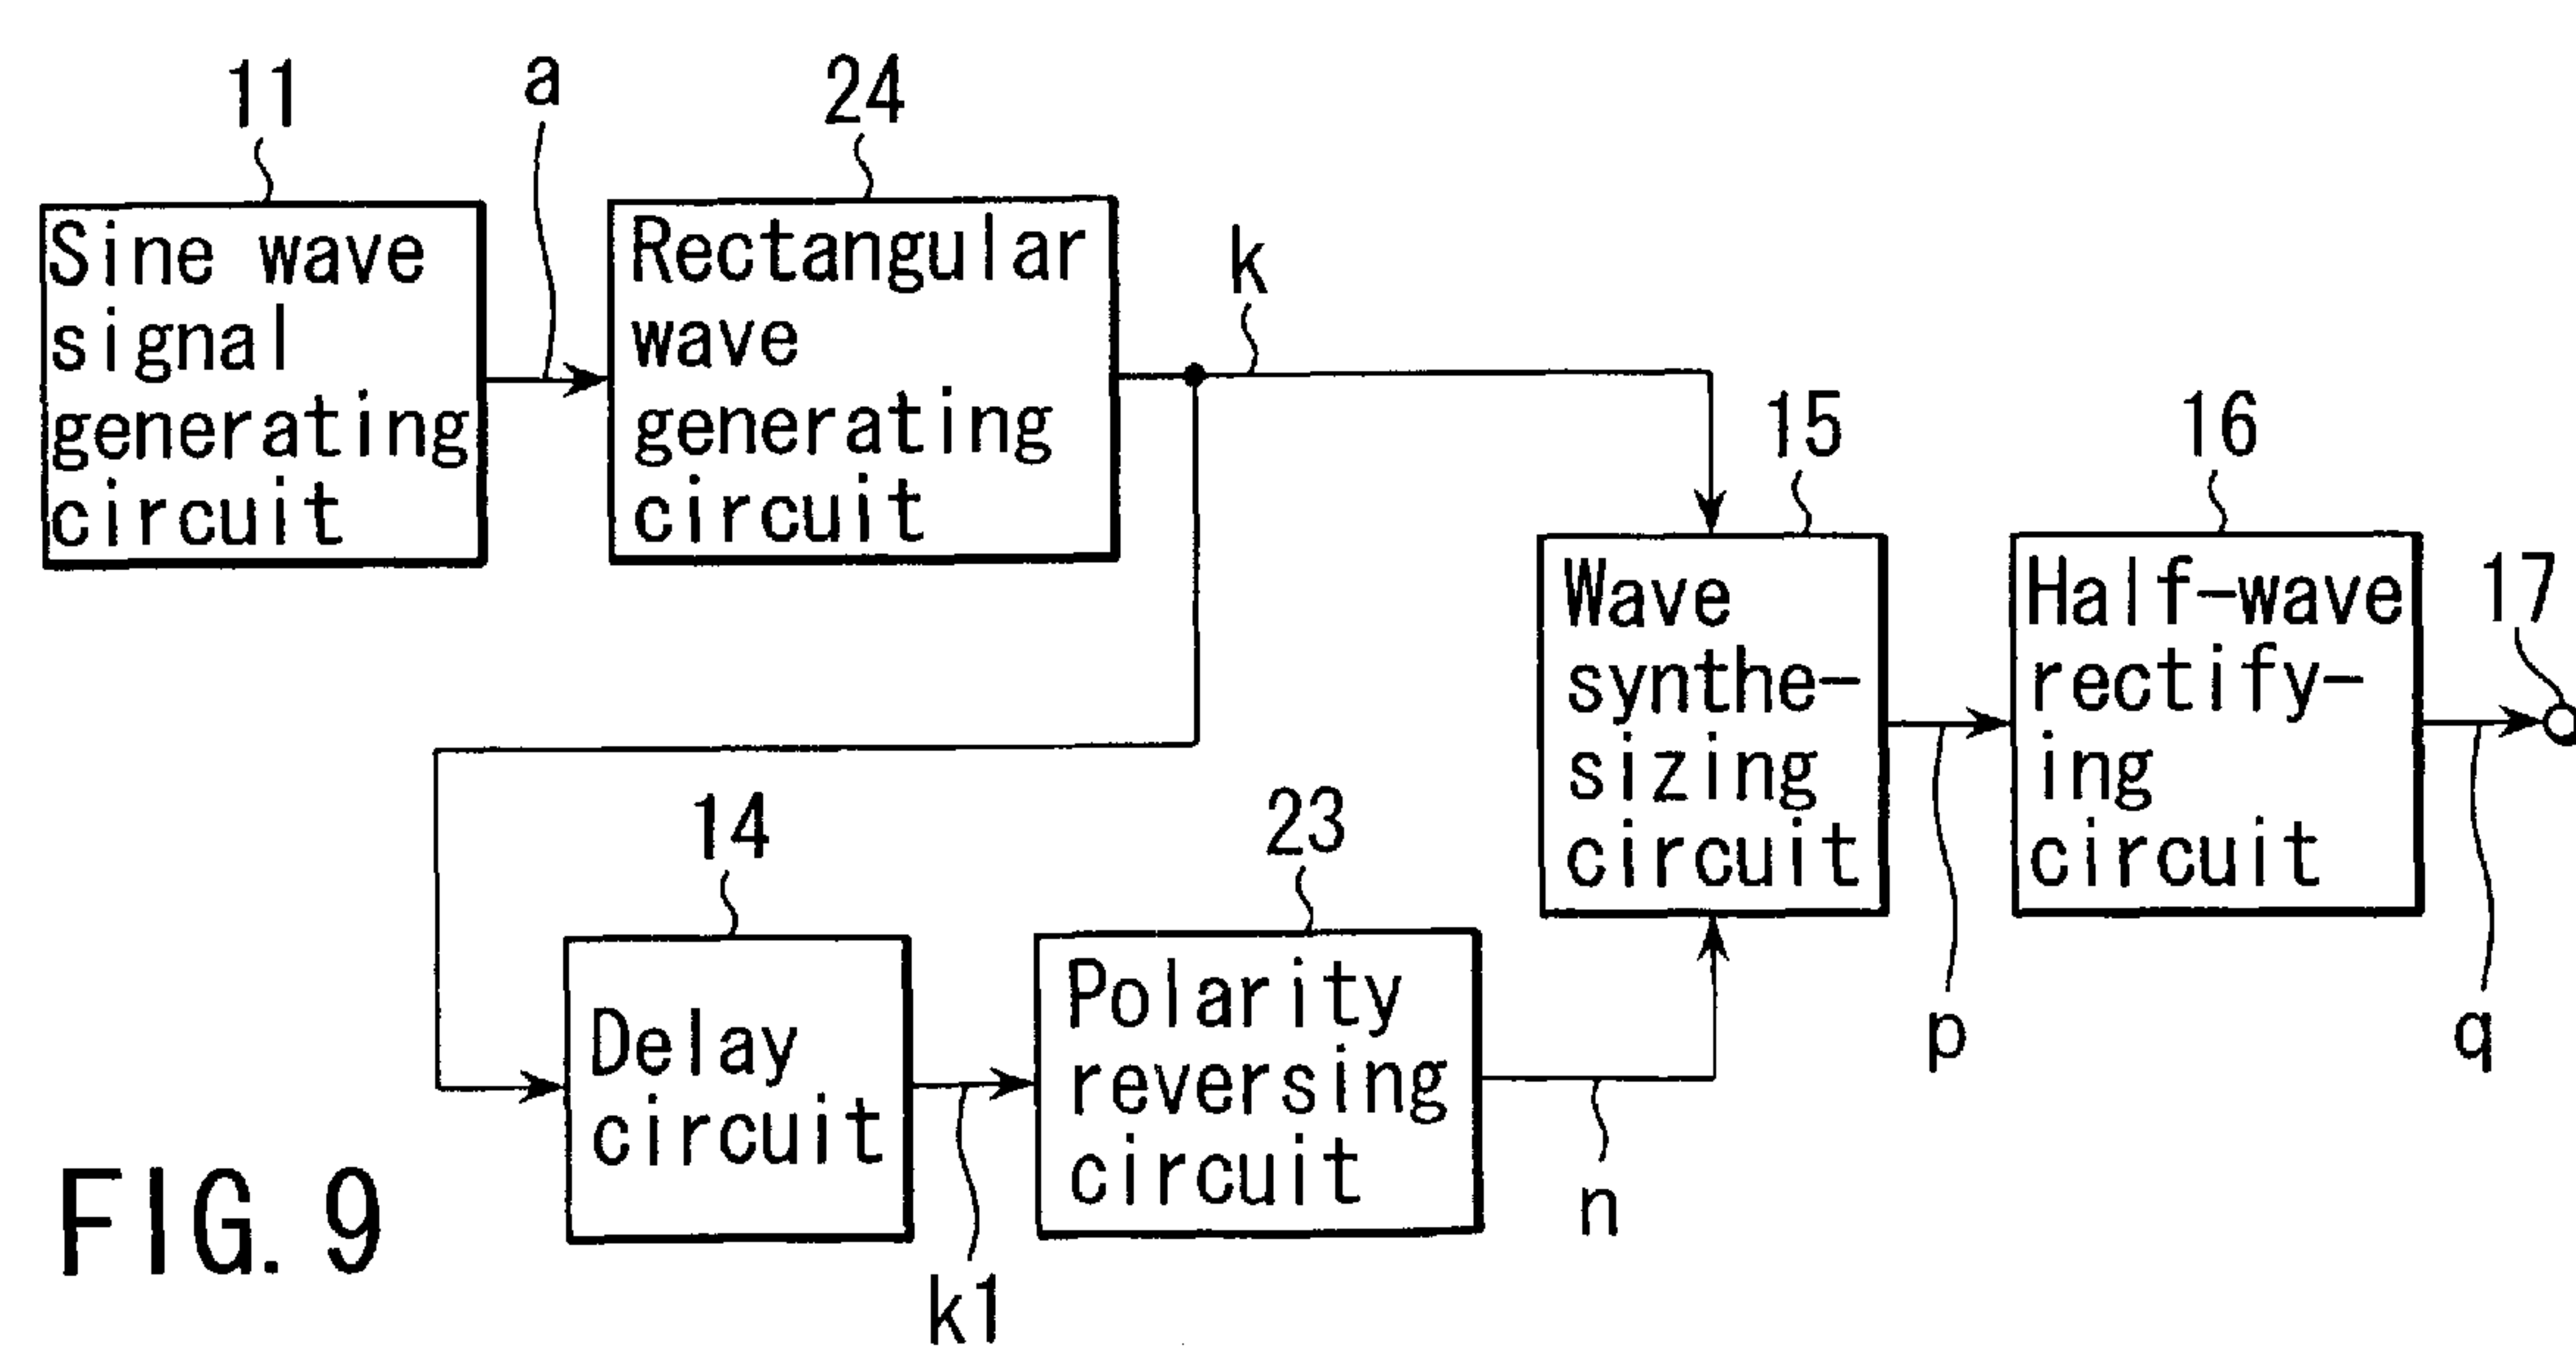 11
a
24
Sine wave
signal
generating
circuit
Rectangular
wave
generating
circuit
k
15
16
17
Wave
synthe-
sizing
circuit
Half-wave
rectify-
ing
circuit
14
23
Delay
circuit
Polarity
reversing
circuit
p
q
n
k1
FIG. 9